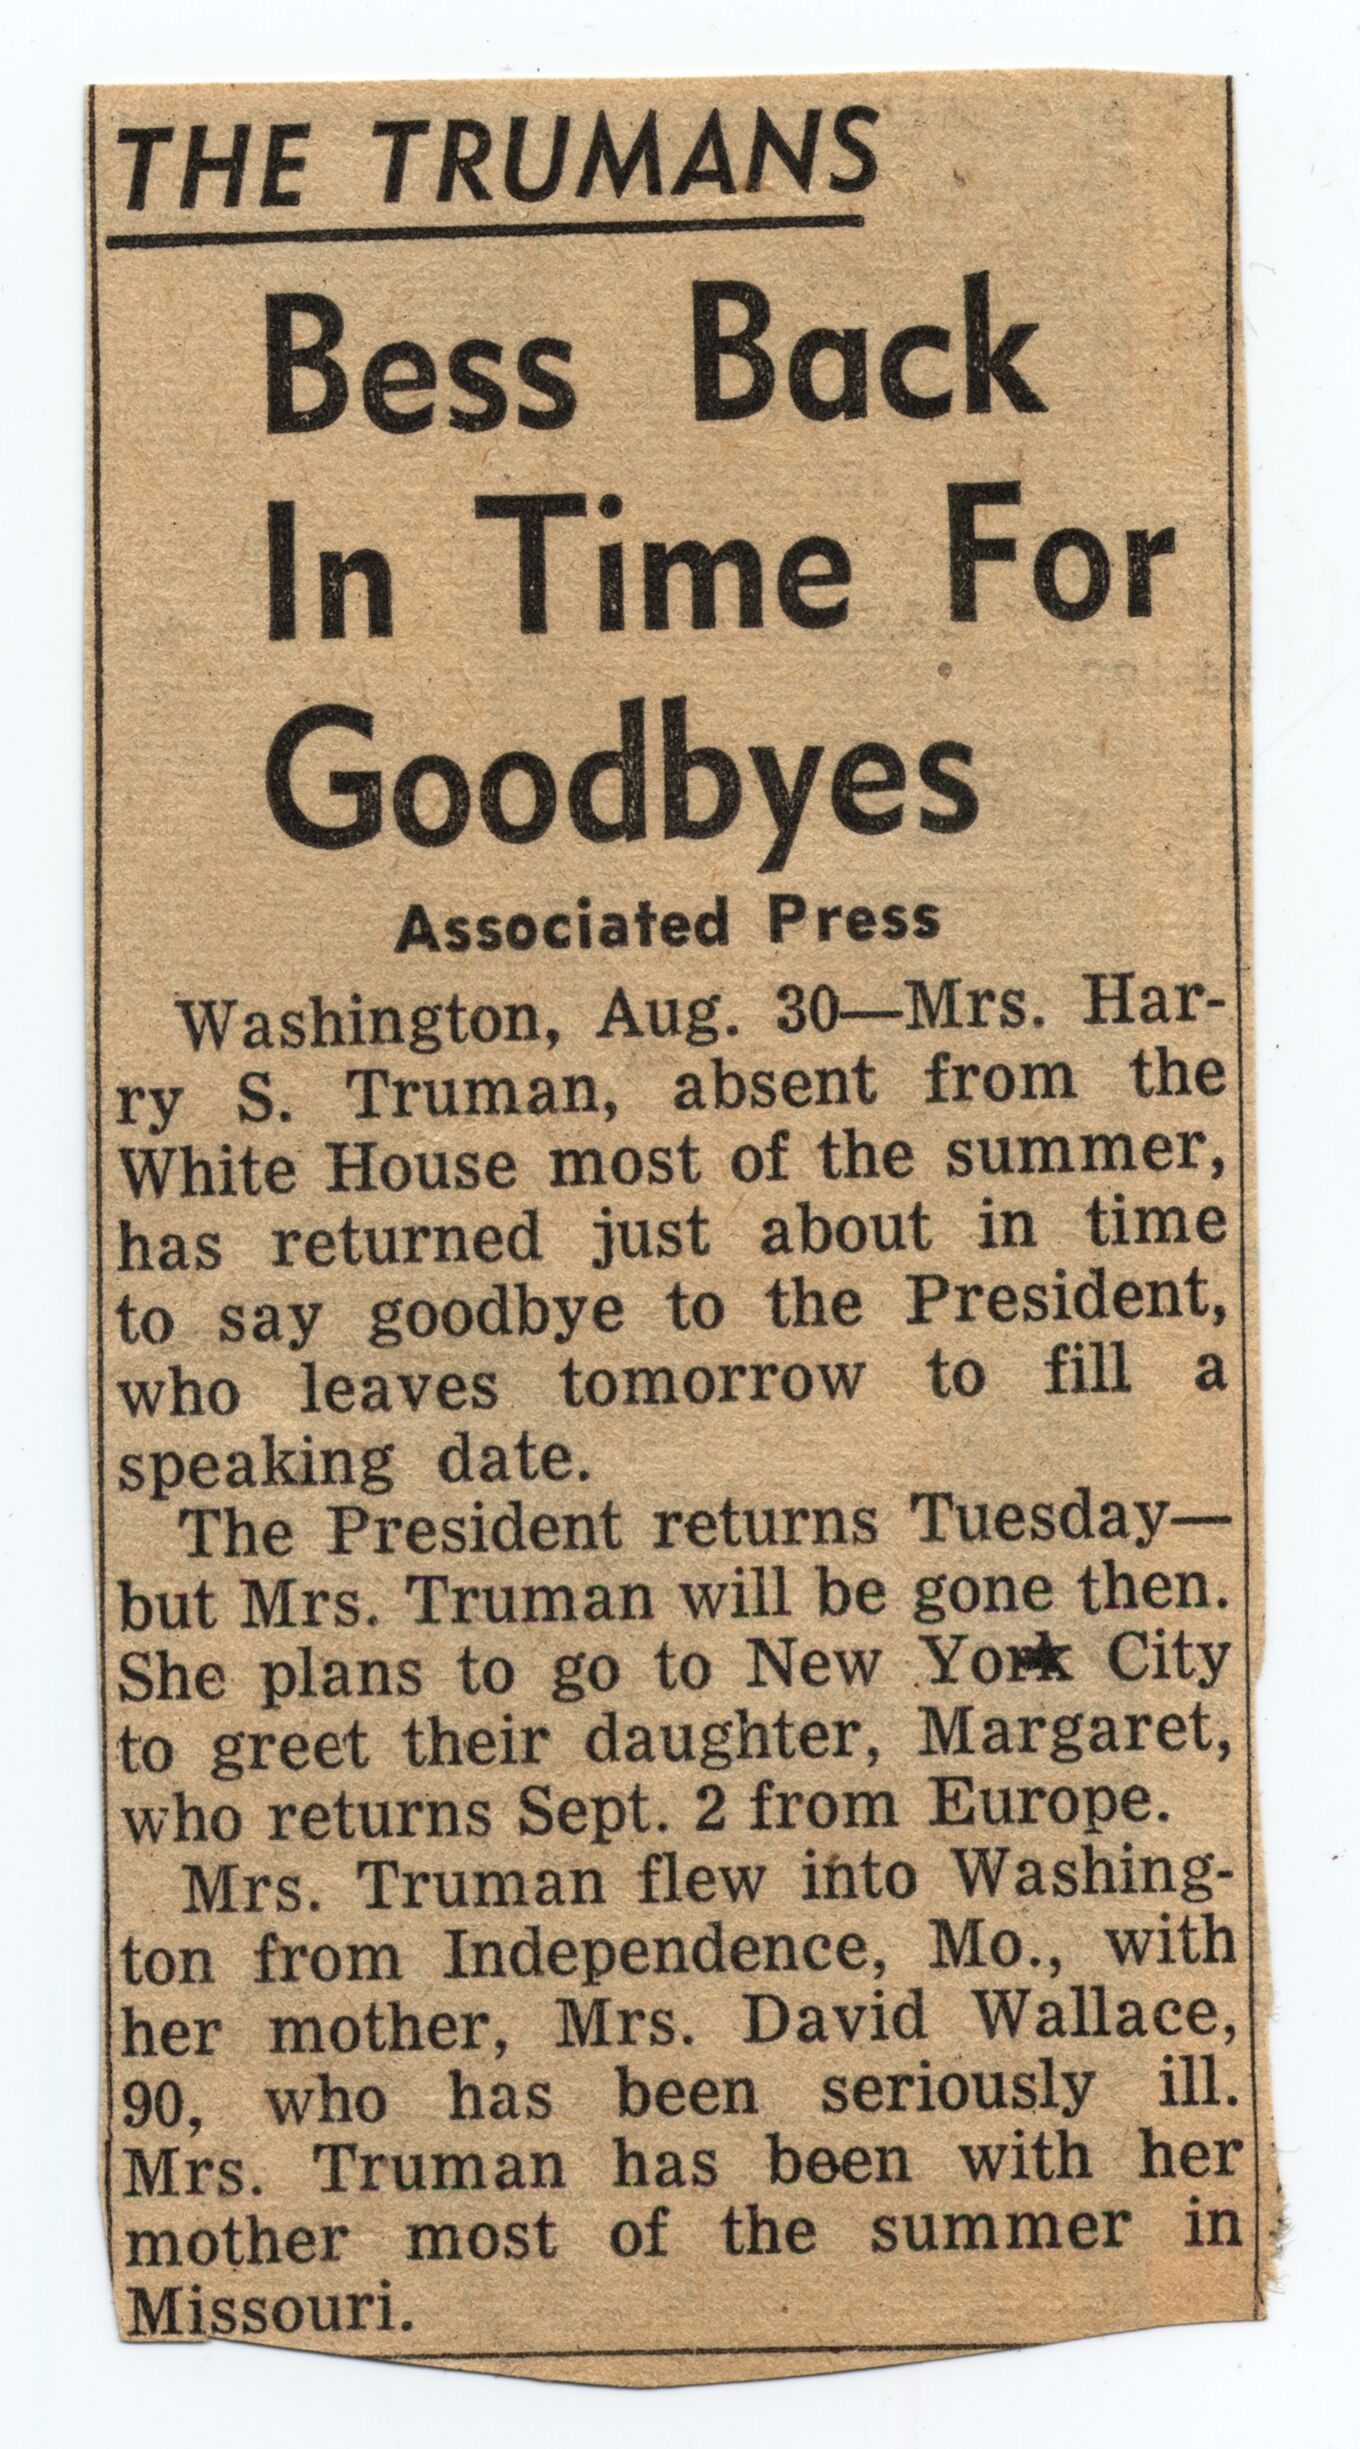 THE TRUMANS
Bess Back
In Time For
Goodbyes
Associated Press
Washington, Aug. 30—Mrs. Har-
ry S. Truman, absent from the
White House most of the summer,
has returned just about in time
to say goodbye to the President,
who leaves tomorrow to fill a
speaking date.
The President returns Tuesday—
but Mrs. Truman will be gone then.
She plans to go to New York City
to greet their daughter, Margaret,
who returns Sept. 2 from Europe.
Mrs. Truman flew into Washing-
ton from Independence, Mo., with
her mother, Mrs. David Wallace,
90, who has been seriously ill.
Mrs. Truman has been with her
mother most of the summer in
Missouri.